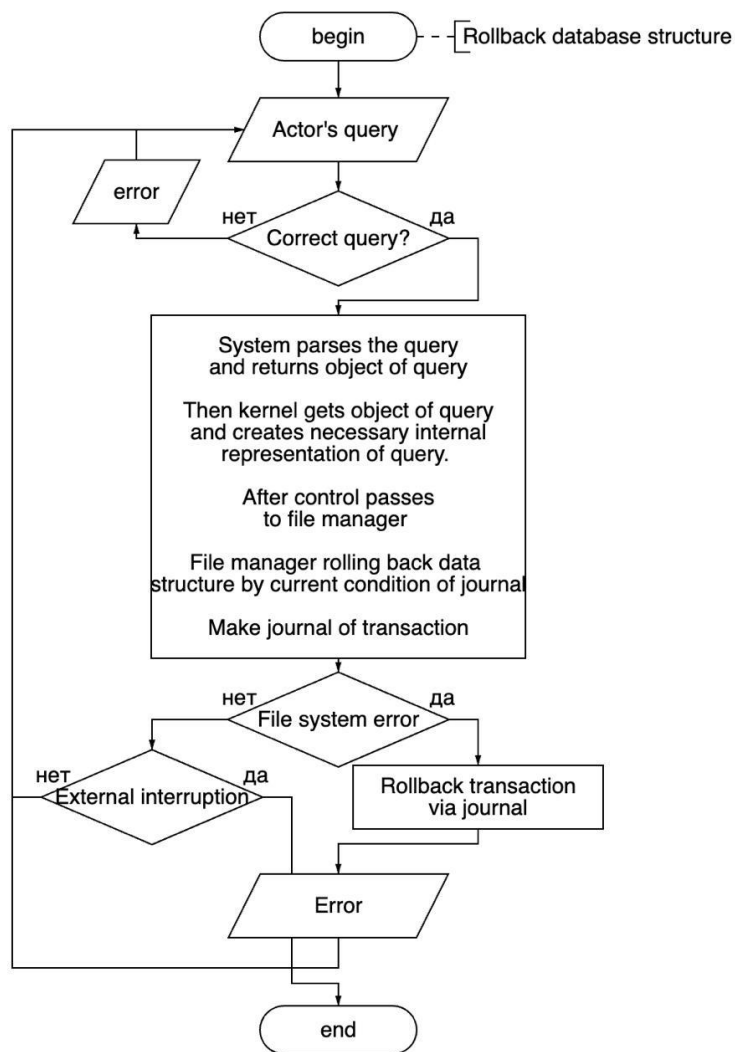 begin
Rollback database structure
Actor's query
error
нет
да
Correct query?
System parses the query
and returns object of query
Then kernel gets object of query
and creates necessary internal
representation of query.
After control passes
to file manager
File manager rolling back data
structure by current condition of journal
Make journal of transaction
нет
да
File system error
нет
да
External interruption
Rollback transaction
via journal
Error
end